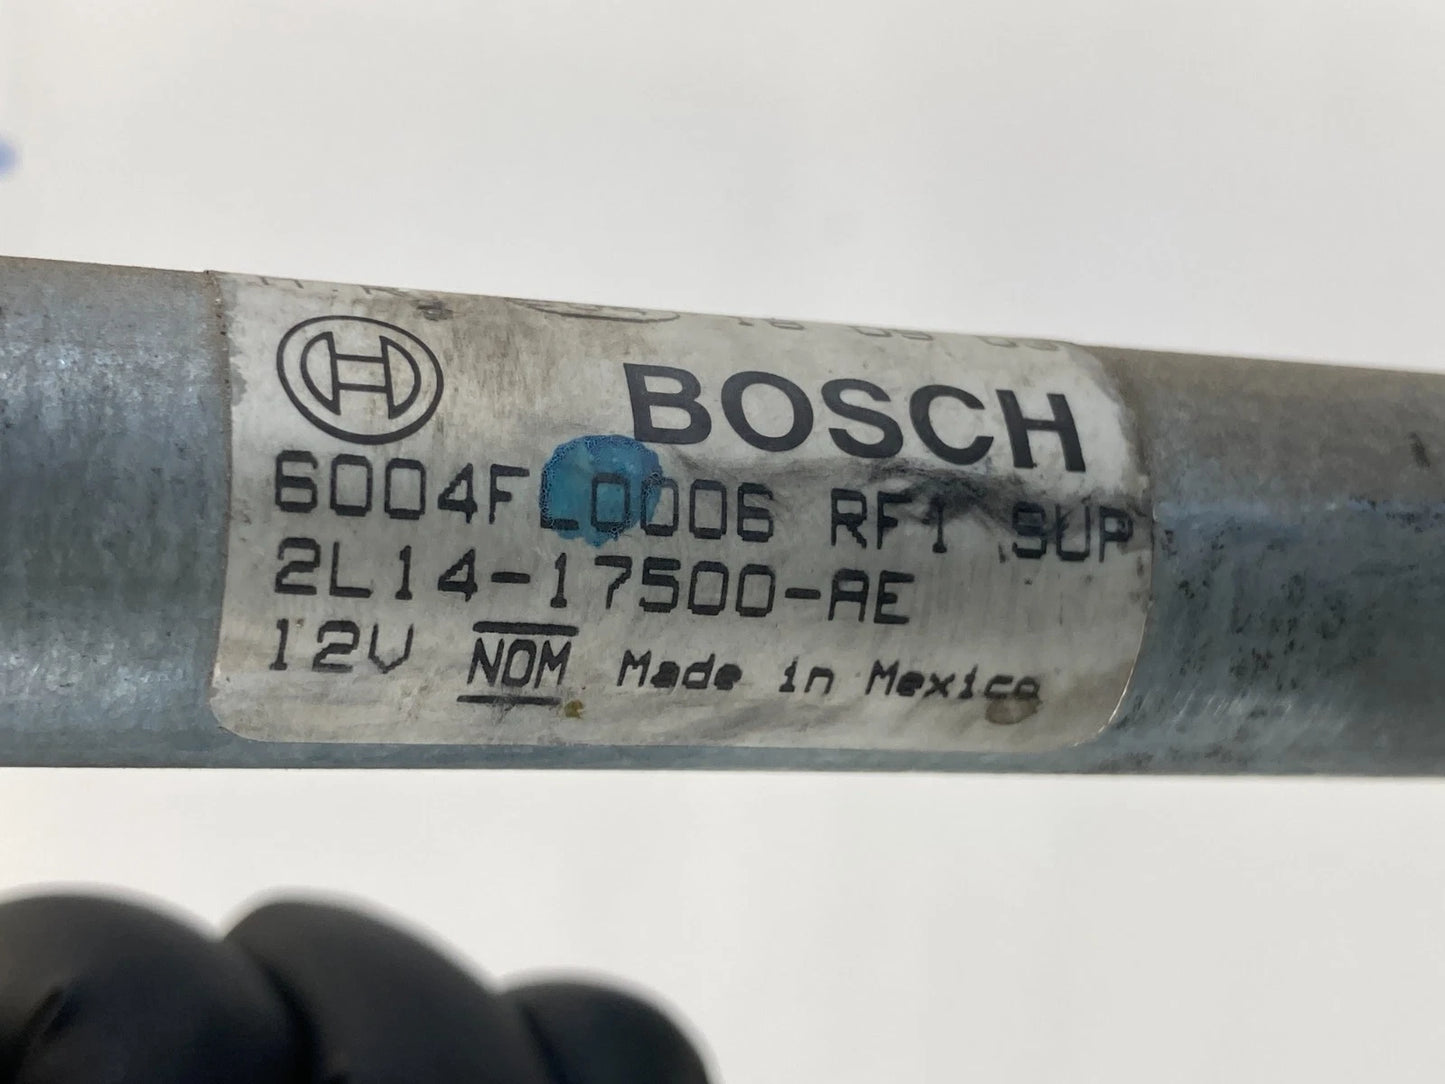 BOSCH
6004FL0006 RF1 SUP
2L14-17500-AE
12V NOM Made in Mexico